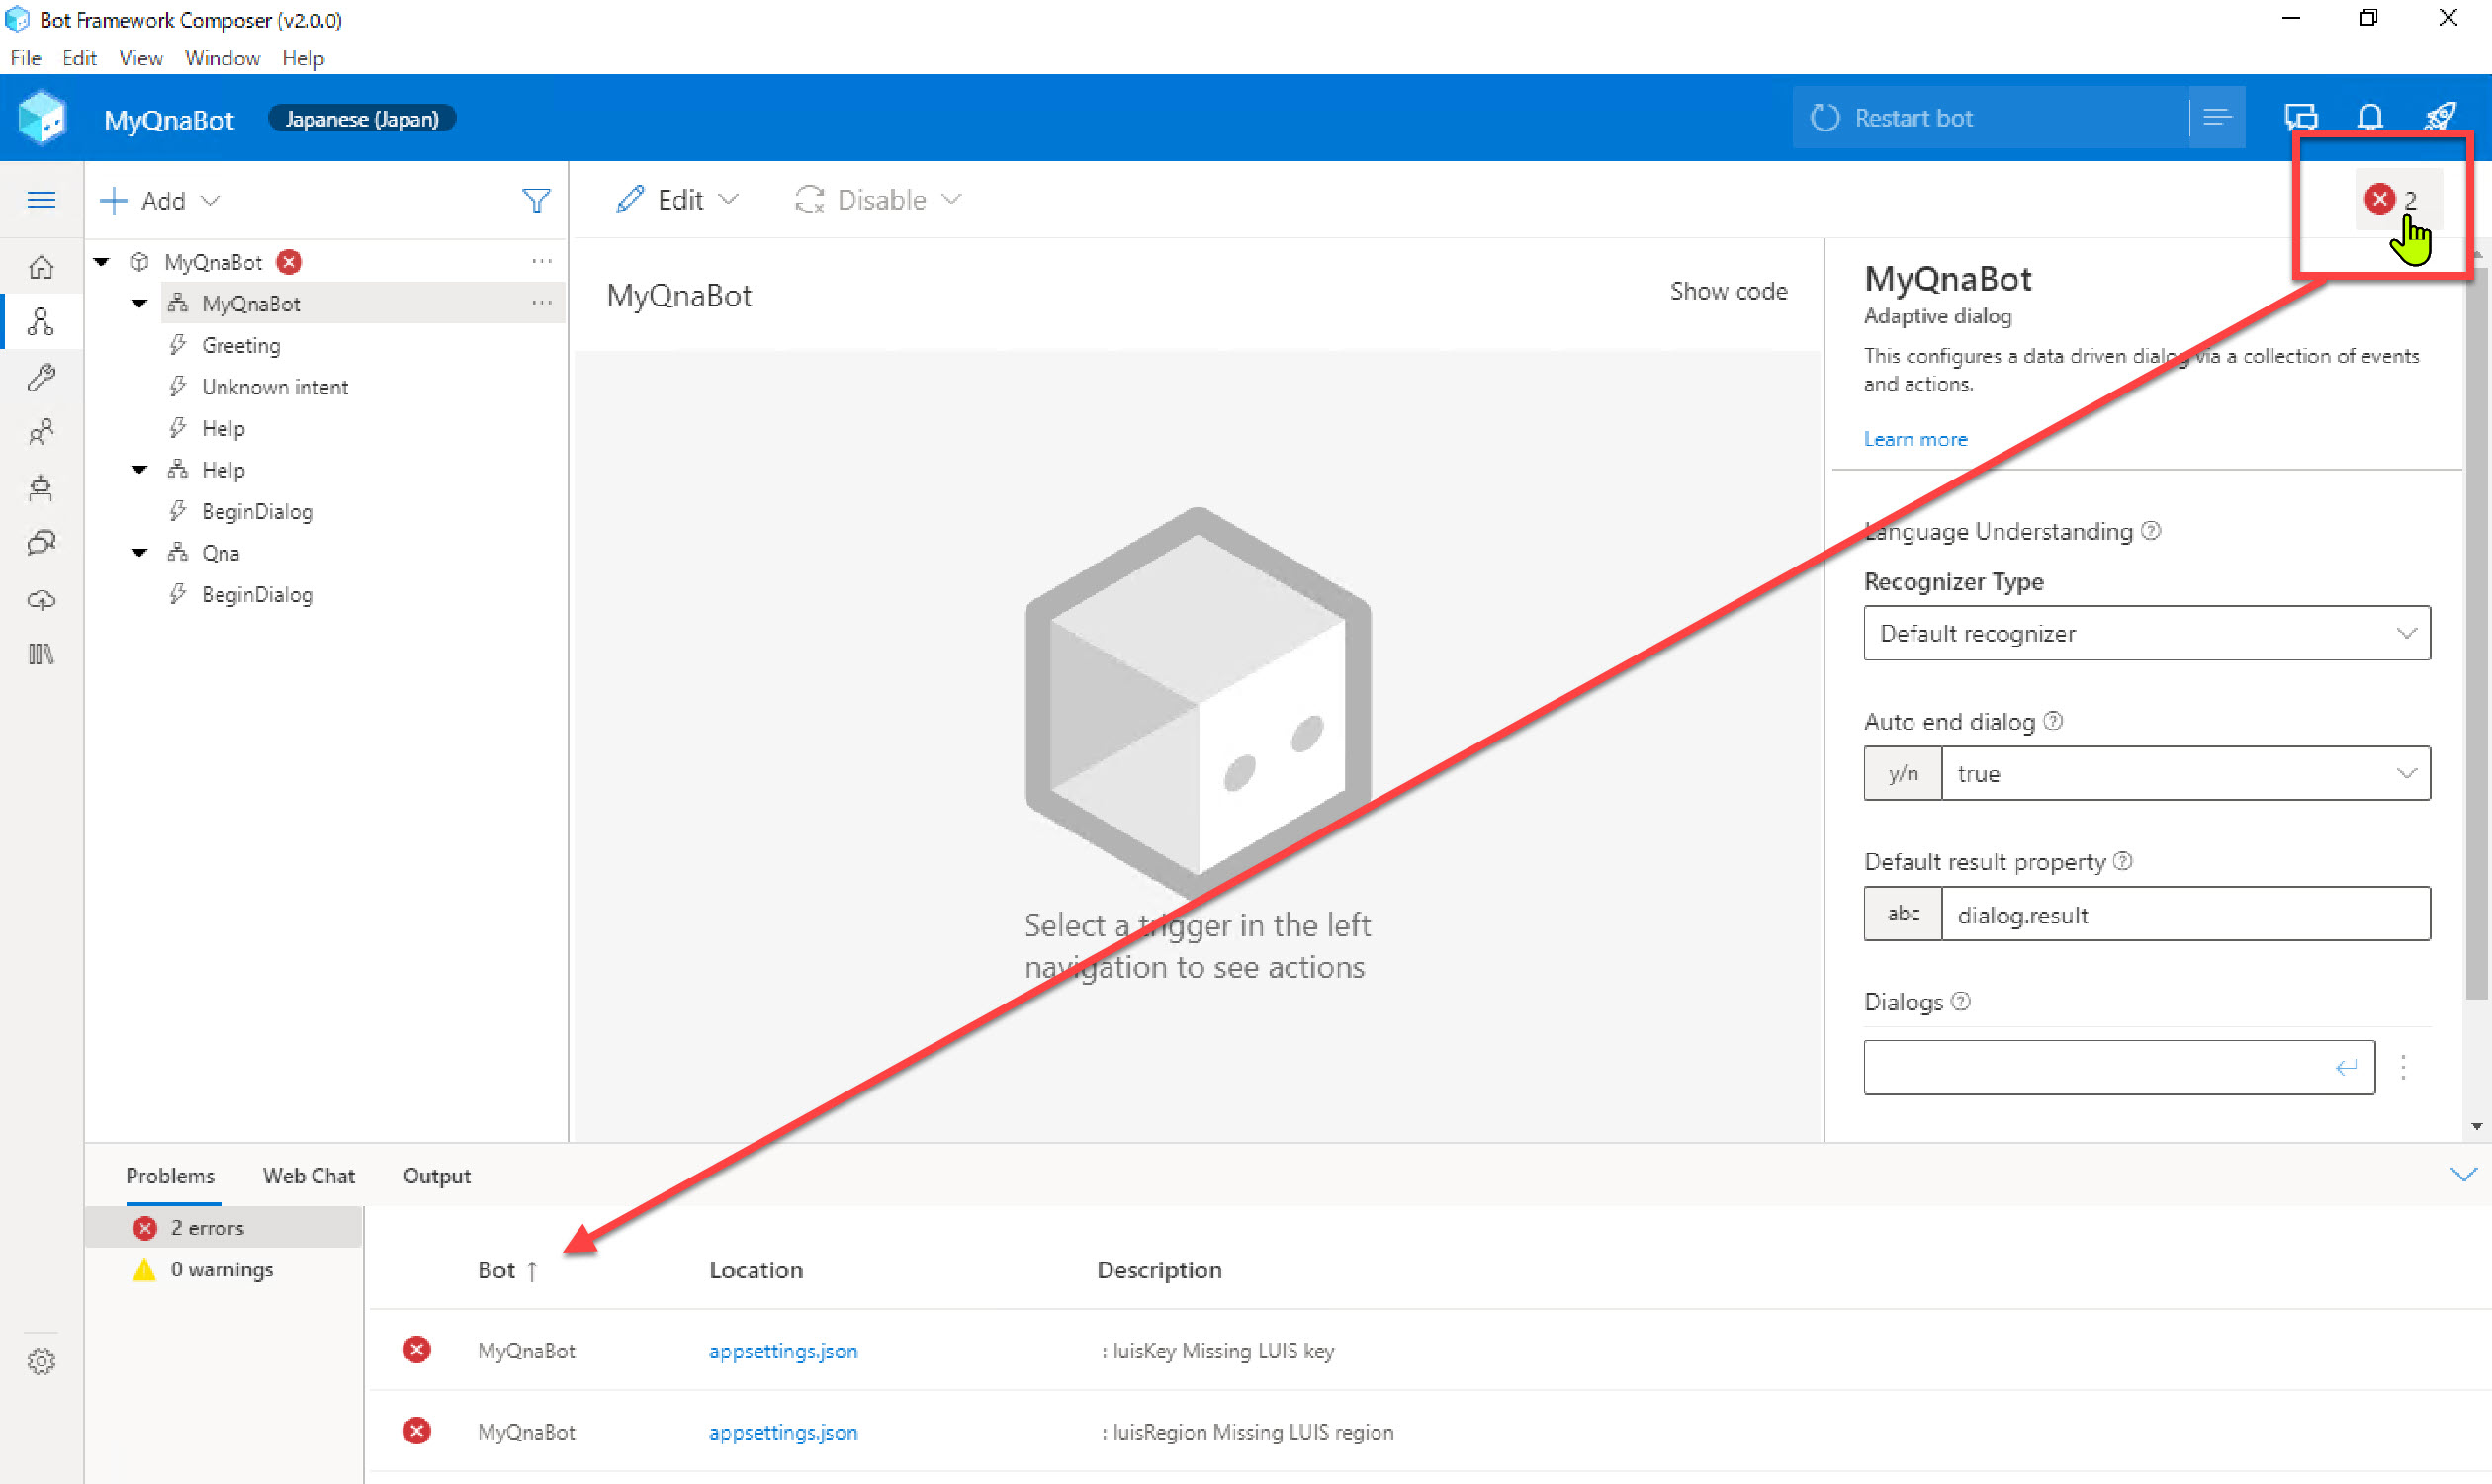 Bot Framework Composer (v2.0.0)
File Edit View Window Help
MyQnaBot Japanese (Japan) Restart bot
Add Edit Disable 2
MyQnaBot
MyQnaBot
Greeting
Unknown intent
Help
Help
BeginDialog
Qna
BeginDialog
MyQnaBot Show code
Select a trigger in the left
navigation to see actions
MyQnaBot
Adaptive dialog
This configures a data driven dialog via a collection of events
and actions.
Learn more
Language Understanding
Recognizer Type
Default recognizer
Auto end dialog
y/n true
Default result property
abc dialog.result
Dialogs
Problems Web Chat Output
2 errors
0 warnings
Bot ↑ Location Description
MyQnaBot appsettings.json : luisKey Missing LUIS key
MyQnaBot appsettings.json : luisRegion Missing LUIS region